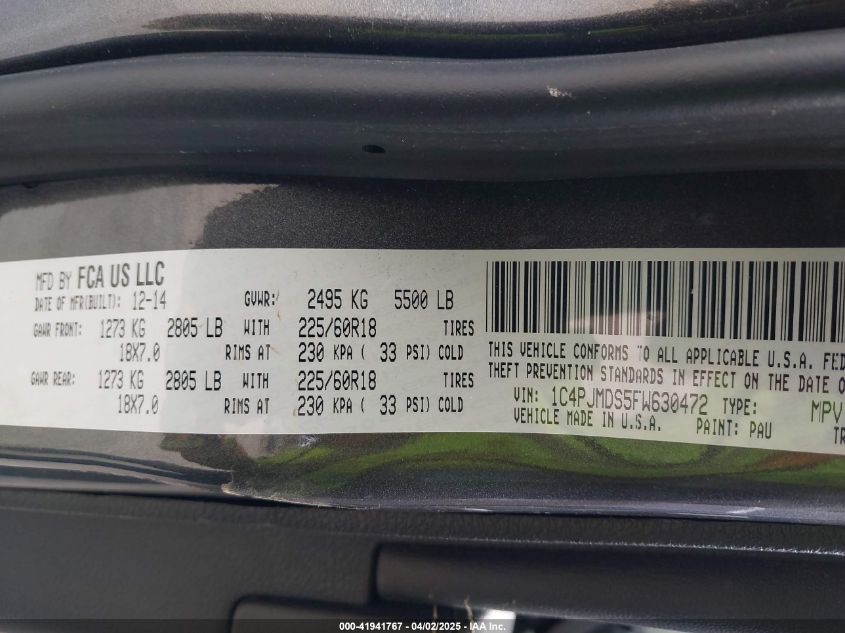 MFD BY FCA US LLC
DATE OF MFR(BUILT): 12-14 GVWR: 2495 KG 5500 LB
GAWR FRONT: 1273 KG 2805 LB WITH 225/60R18 TIRES
18X7.0 RIMS AT 230 KPA ( 33 PSI) COLD
GAWR REAR: 1273 KG 2805 LB WITH 225/60R18 TIRES
18X7.0 RIMS AT 230 KPA ( 33 PSI) COLD
THIS VEHICLE CONFORMS TO ALL APPLICABLE U.S.A. FED
THEFT PREVENTION STANDARDS IN EFFECT ON THE DATE O
VIN: 1C4PJMDS5FW630472 TYPE: MPV
VEHICLE MADE IN U.S.A. PAINT: PAU TR
000-41941767 - 04/02/2025 - IAA Inc.